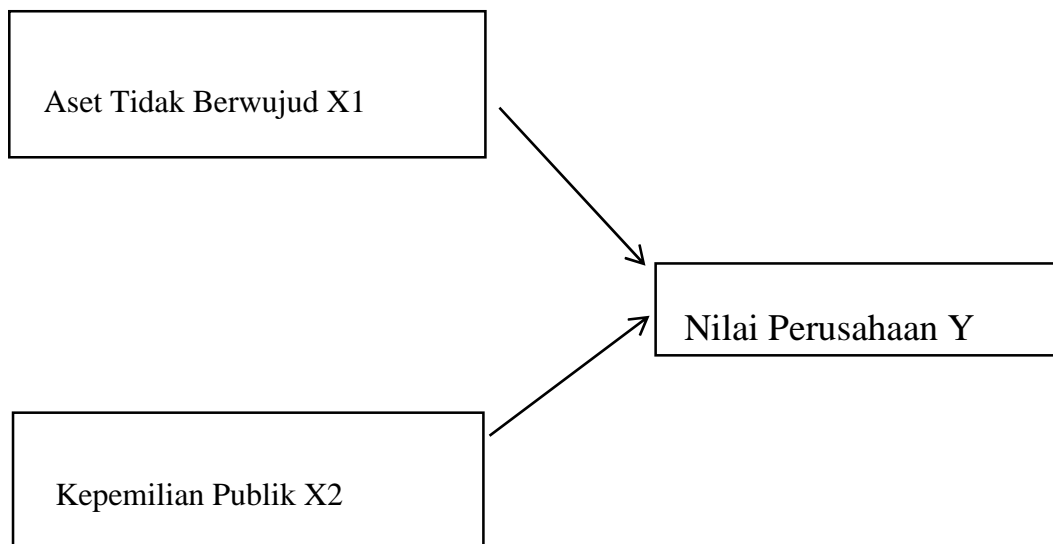 Aset Tidak Berwujud X1
Nilai Perusahaan Y
Kepemilian Publik X2